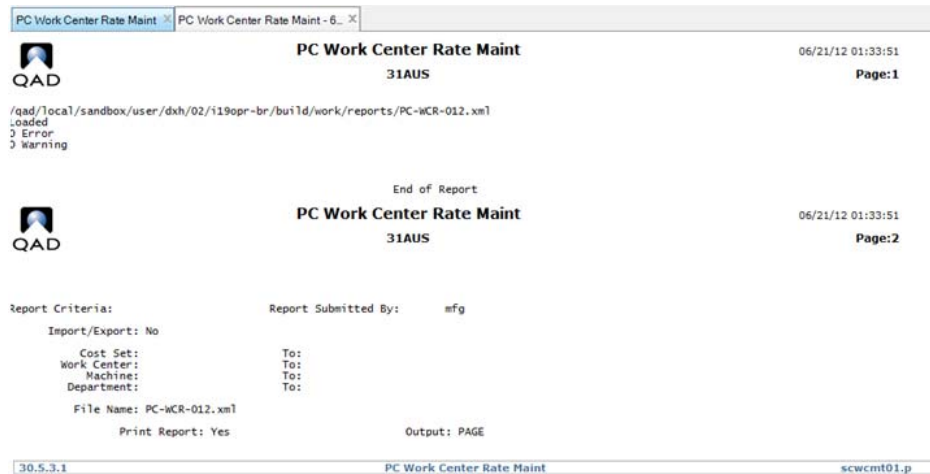 PC Work Center Rate Maint PC Work Center Rate Maint - 6...
QAD PC Work Center Rate Maint 06/21/12 01:33:51
31AUS Page:1
/qad/local/sandbox/user/dxh/02/i19opr-br/build/work/reports/PC-WCR-012.xml
Loaded
0 Error
0 Warning
End of Report
QAD PC Work Center Rate Maint 06/21/12 01:33:51
31AUS Page:2
Report Criteria: Report Submitted By: mfg
Import/Export: No
Cost Set: To:
Work Center: To:
Machine: To:
Department: To:
File Name: PC-WCR-012.xml
Print Report: Yes Output: PAGE
30.5.3.1 PC Work Center Rate Maint scwcmt01.p